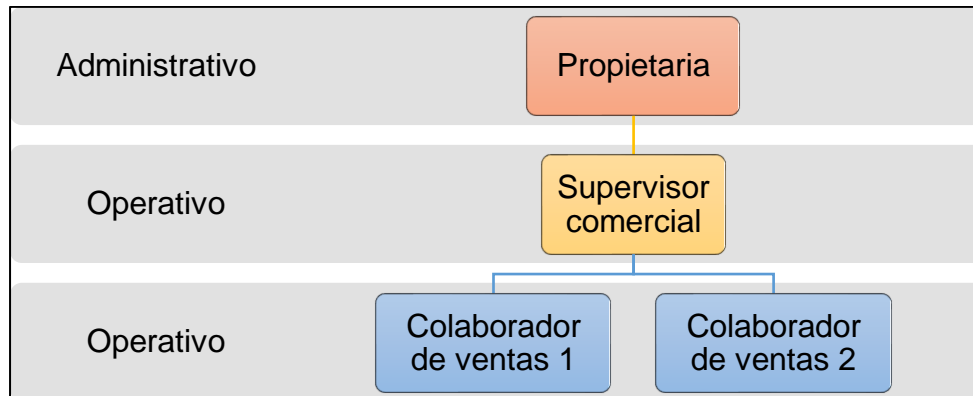 Administrativo
Propietaria
Operativo
Supervisor
comercial
Operativo
Colaborador
de ventas 1
Colaborador
de ventas 2